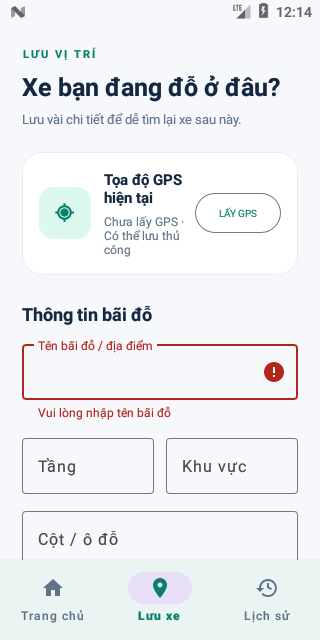 LTE 12:14
LƯU VỊ TRÍ
Xe bạn đang đỗ ở đâu?
Lưu vài chi tiết để dễ tìm lại xe sau này.
Tọa độ GPS
hiện tại
Chưa lấy GPS ·
Có thể lưu thủ
công
LẤY GPS
Thông tin bãi đỗ
Tên bãi đỗ / địa điểm
Vui lòng nhập tên bãi đỗ
Tầng
Khu vực
Cột / ô đỗ
Trang chủ
Lưu xe
Lịch sử